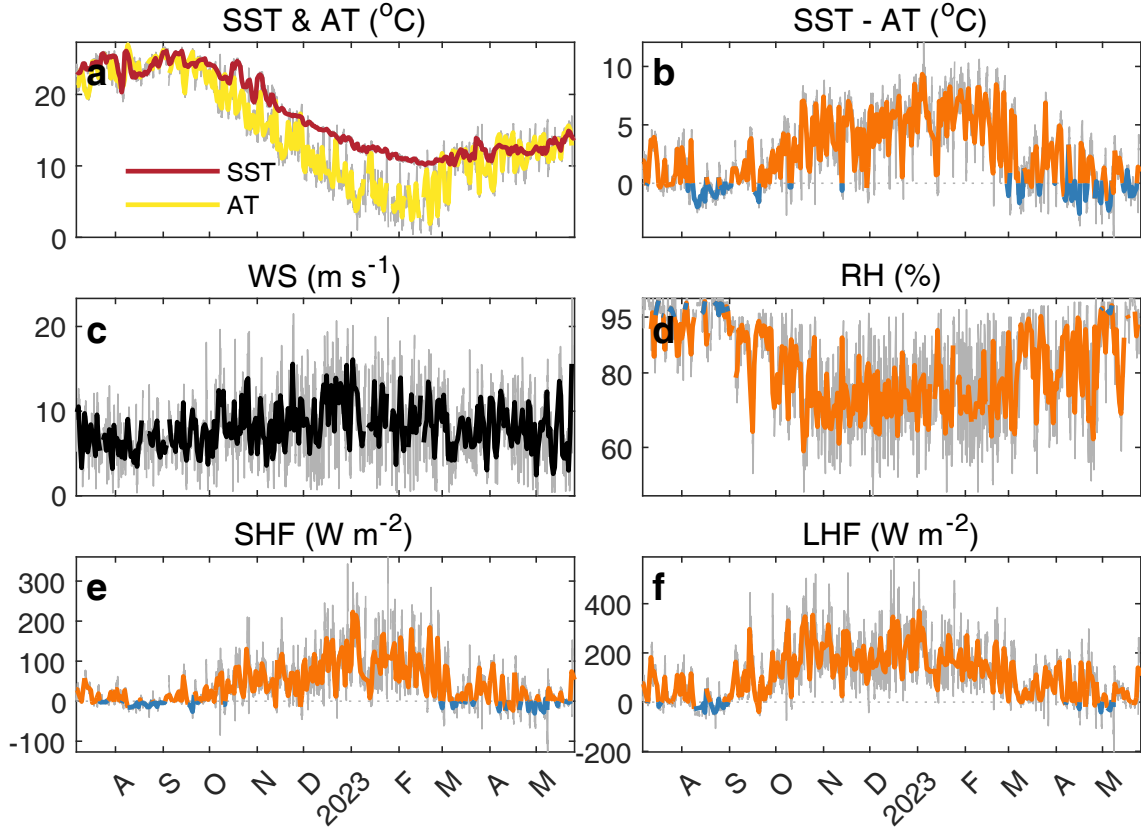 SST & AT (°C)
SST - AT (°C)
a
20
10
0
SST
AT
b
10
5
0
WS (m s⁻¹)
RH (%)
c
20
10
0
d
95
80
60
SHF (W m⁻²)
LHF (W m⁻²)
e
300
200
100
0
-100
f
400
200
0
-200
A S O N D 2023 F M A M
A S O N D 2023 F M A M